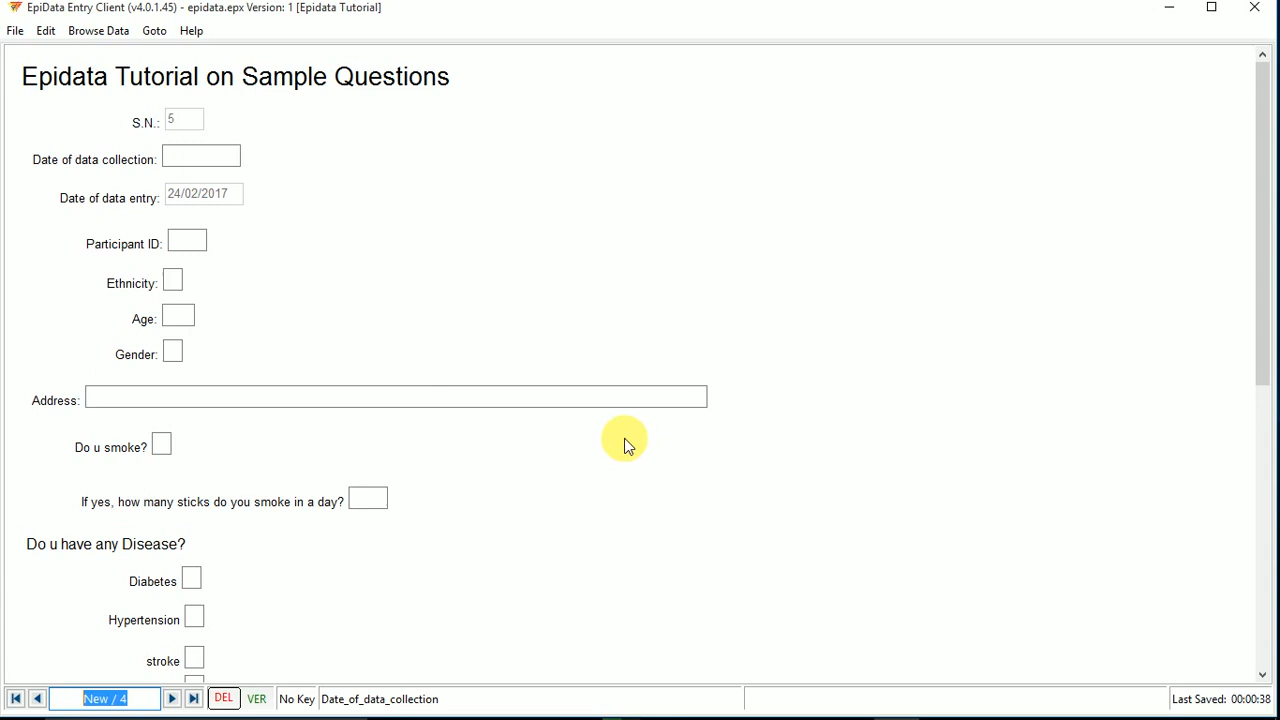 EpiData Entry Client (v4.0.1.45) - epidata.epx Version: 1 [Epidata Tutorial]
File Edit Browse Data Goto Help
Epidata Tutorial on Sample Questions
S.N.: 5
Date of data collection:
Date of data entry: 24/02/2017
Participant ID:
Ethnicity:
Age:
Gender:
Address:
Do u smoke?
If yes, how many sticks do you smoke in a day?
Do u have any Disease?
Diabetes
Hypertension
stroke
New / 4 DEL VER No Key Date_of_data_collection Last Saved: 00:00:38